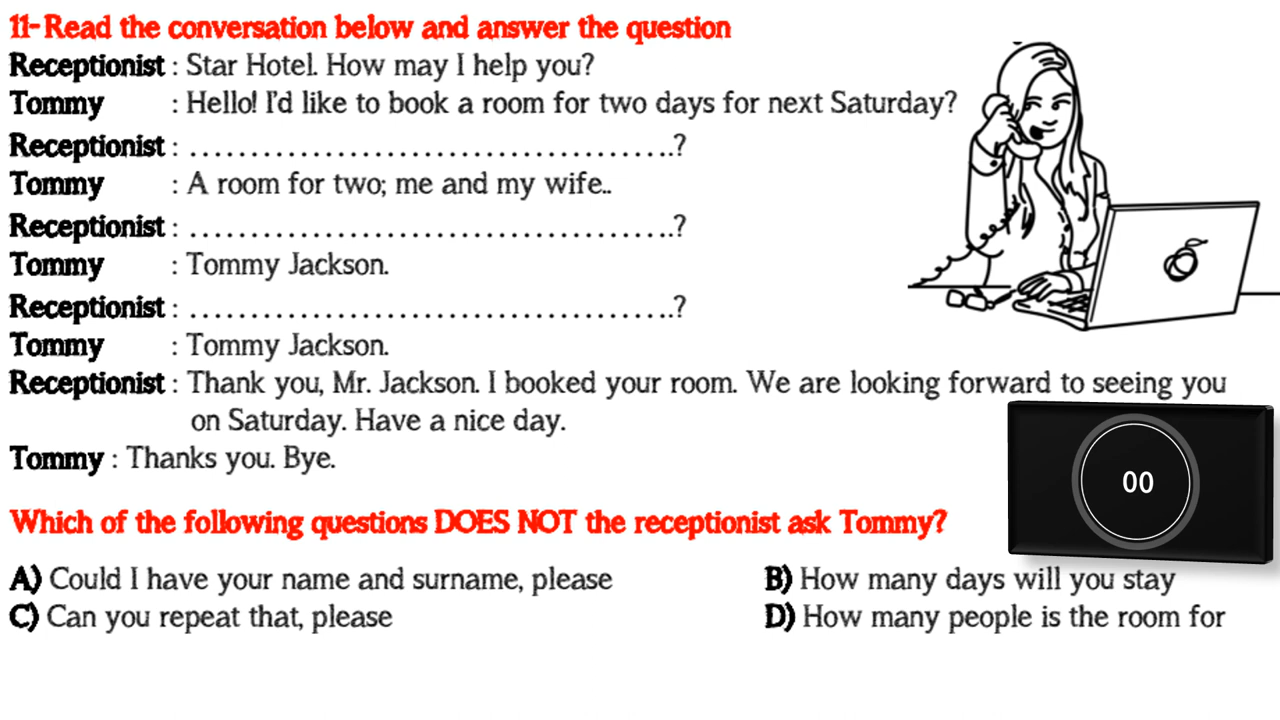 11-Read the conversation below and answer the question
Receptionist : Star Hotel. How may I help you?
Tommy : Hello! I'd like to book a room for two days for next Saturday?
Receptionist : ........................................?
Tommy : A room for two; me and my wife..
Receptionist : ........................................?
Tommy : Tommy Jackson.
Receptionist : ........................................?
Tommy : Tommy Jackson.
Receptionist : Thank you, Mr. Jackson. I booked your room. We are looking forward to seeing you
on Saturday. Have a nice day.
Tommy : Thanks you. Bye.
00
Which of the following questions DOES NOT the receptionist ask Tommy?
A) Could I have your name and surname, please
B) How many days will you stay
C) Can you repeat that, please
D) How many people is the room for